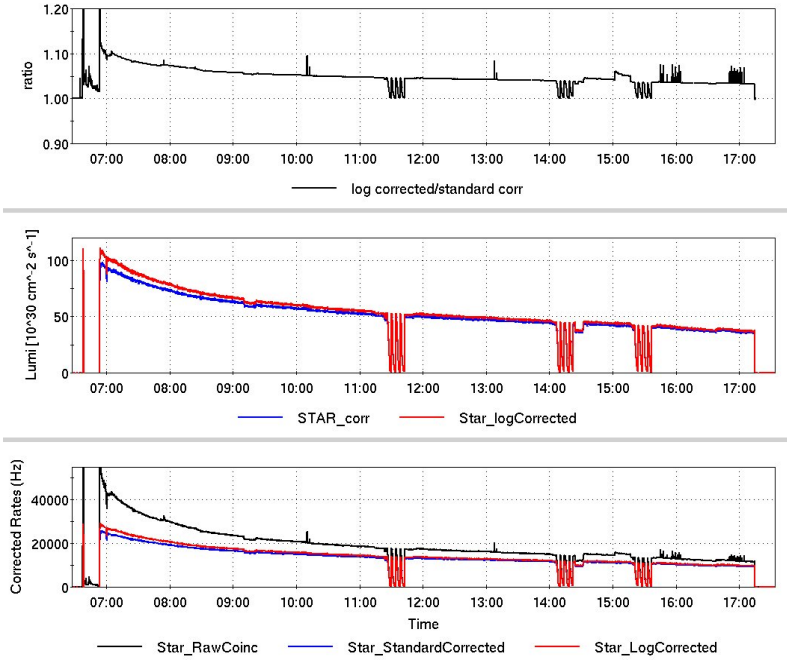 1.20
1.10
1.00
0.90
ratio
07:00 08:00 09:00 10:00 11:00 12:00 13:00 14:00 15:00 16:00 17:00
log corrected/standard corr
100
50
0
Lumi [10^30 cm^-2 s^-1]
07:00 08:00 09:00 10:00 11:00 12:00 13:00 14:00 15:00 16:00 17:00
STAR_corr Star_logCorrected
40000
20000
0
Corrected Rates (Hz)
07:00 08:00 09:00 10:00 11:00 12:00 13:00 14:00 15:00 16:00 17:00
Time
Star_RawCoinc Star_StandardCorrected Star_LogCorrected